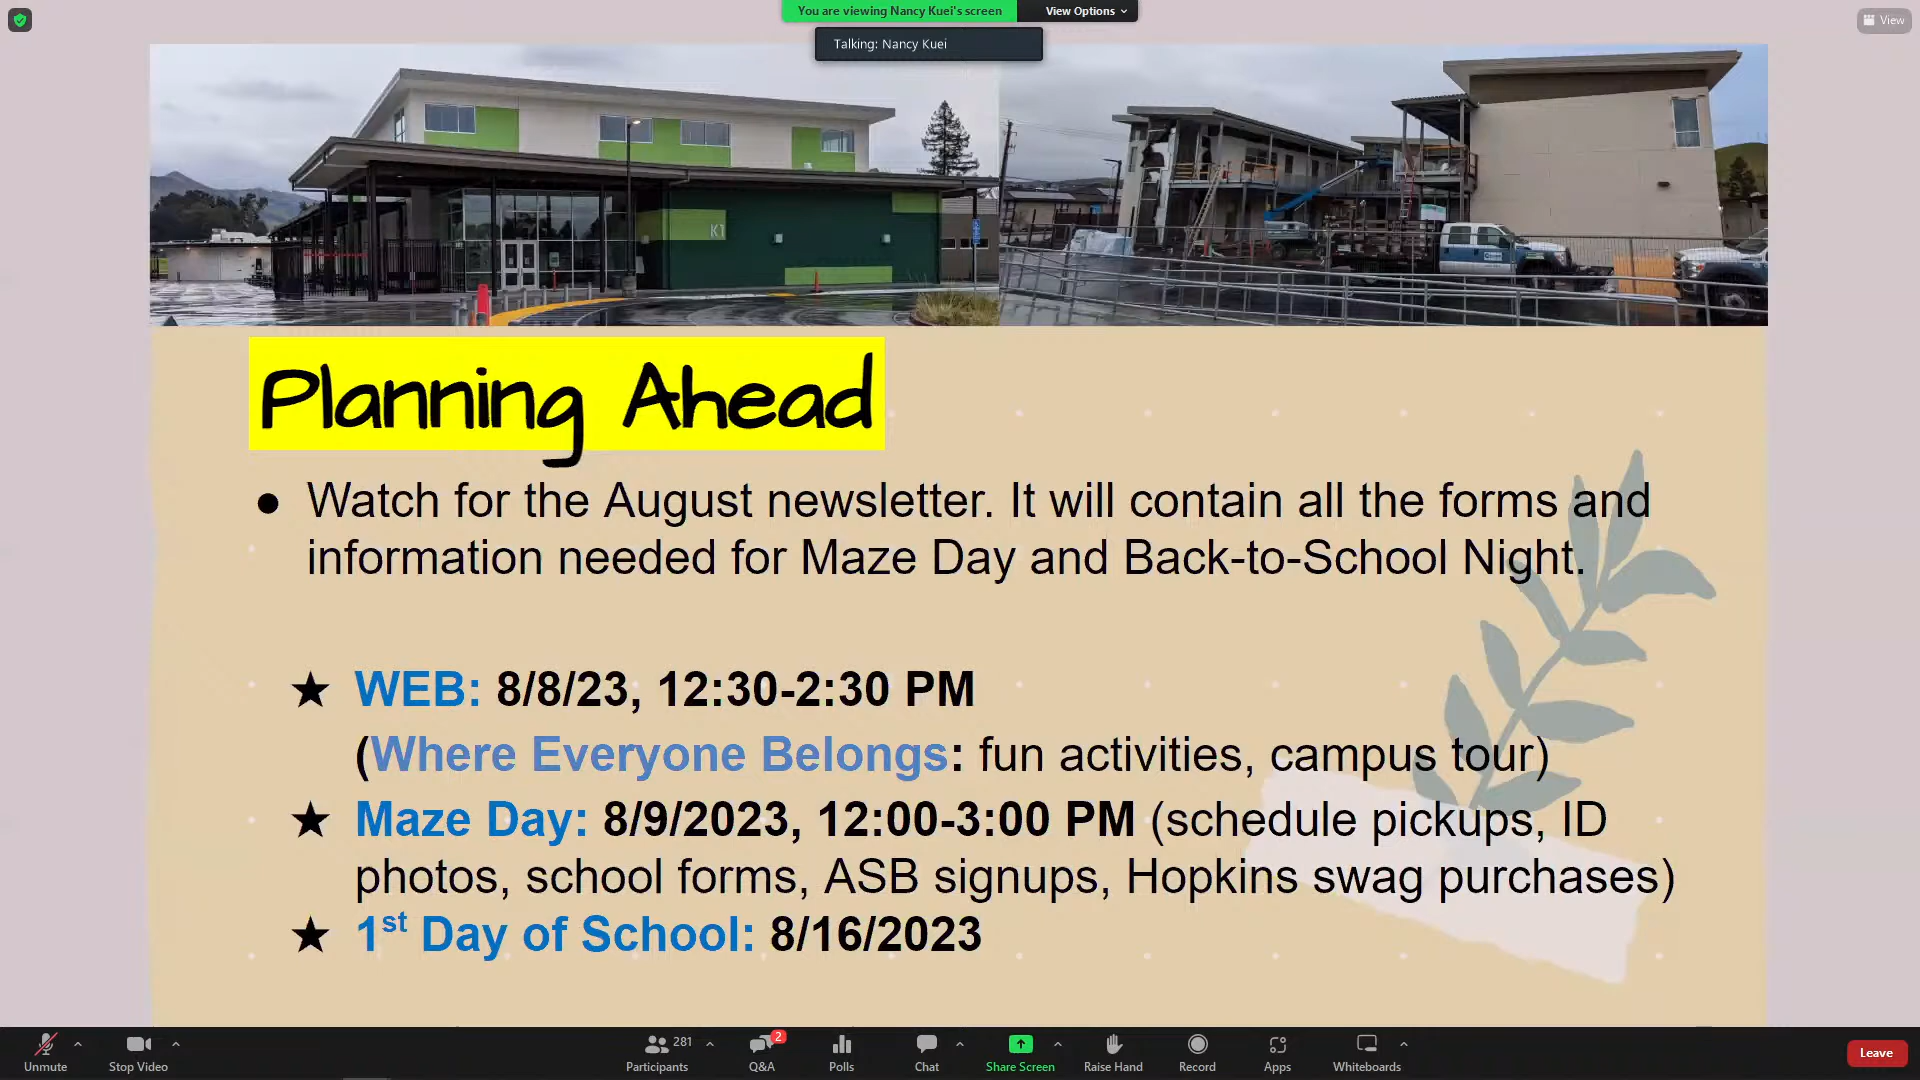 You are viewing Nancy Kuei's screen
View Options
View
Talking: Nancy Kuei
K1
Planning Ahead
● Watch for the August newsletter. It will contain all the forms and
information needed for Maze Day and Back-to-School Night.
★ WEB: 8/8/23, 12:30-2:30 PM
(Where Everyone Belongs: fun activities, campus tour)
★ Maze Day: 8/9/2023, 12:00-3:00 PM (schedule pickups, ID
photos, school forms, ASB signups, Hopkins swag purchases)
★ 1st Day of School: 8/16/2023
281
2
Unmute
Stop Video
Participants
Q&A
Polls
Chat
Share Screen
Raise Hand
Record
Apps
Whiteboards
Leave